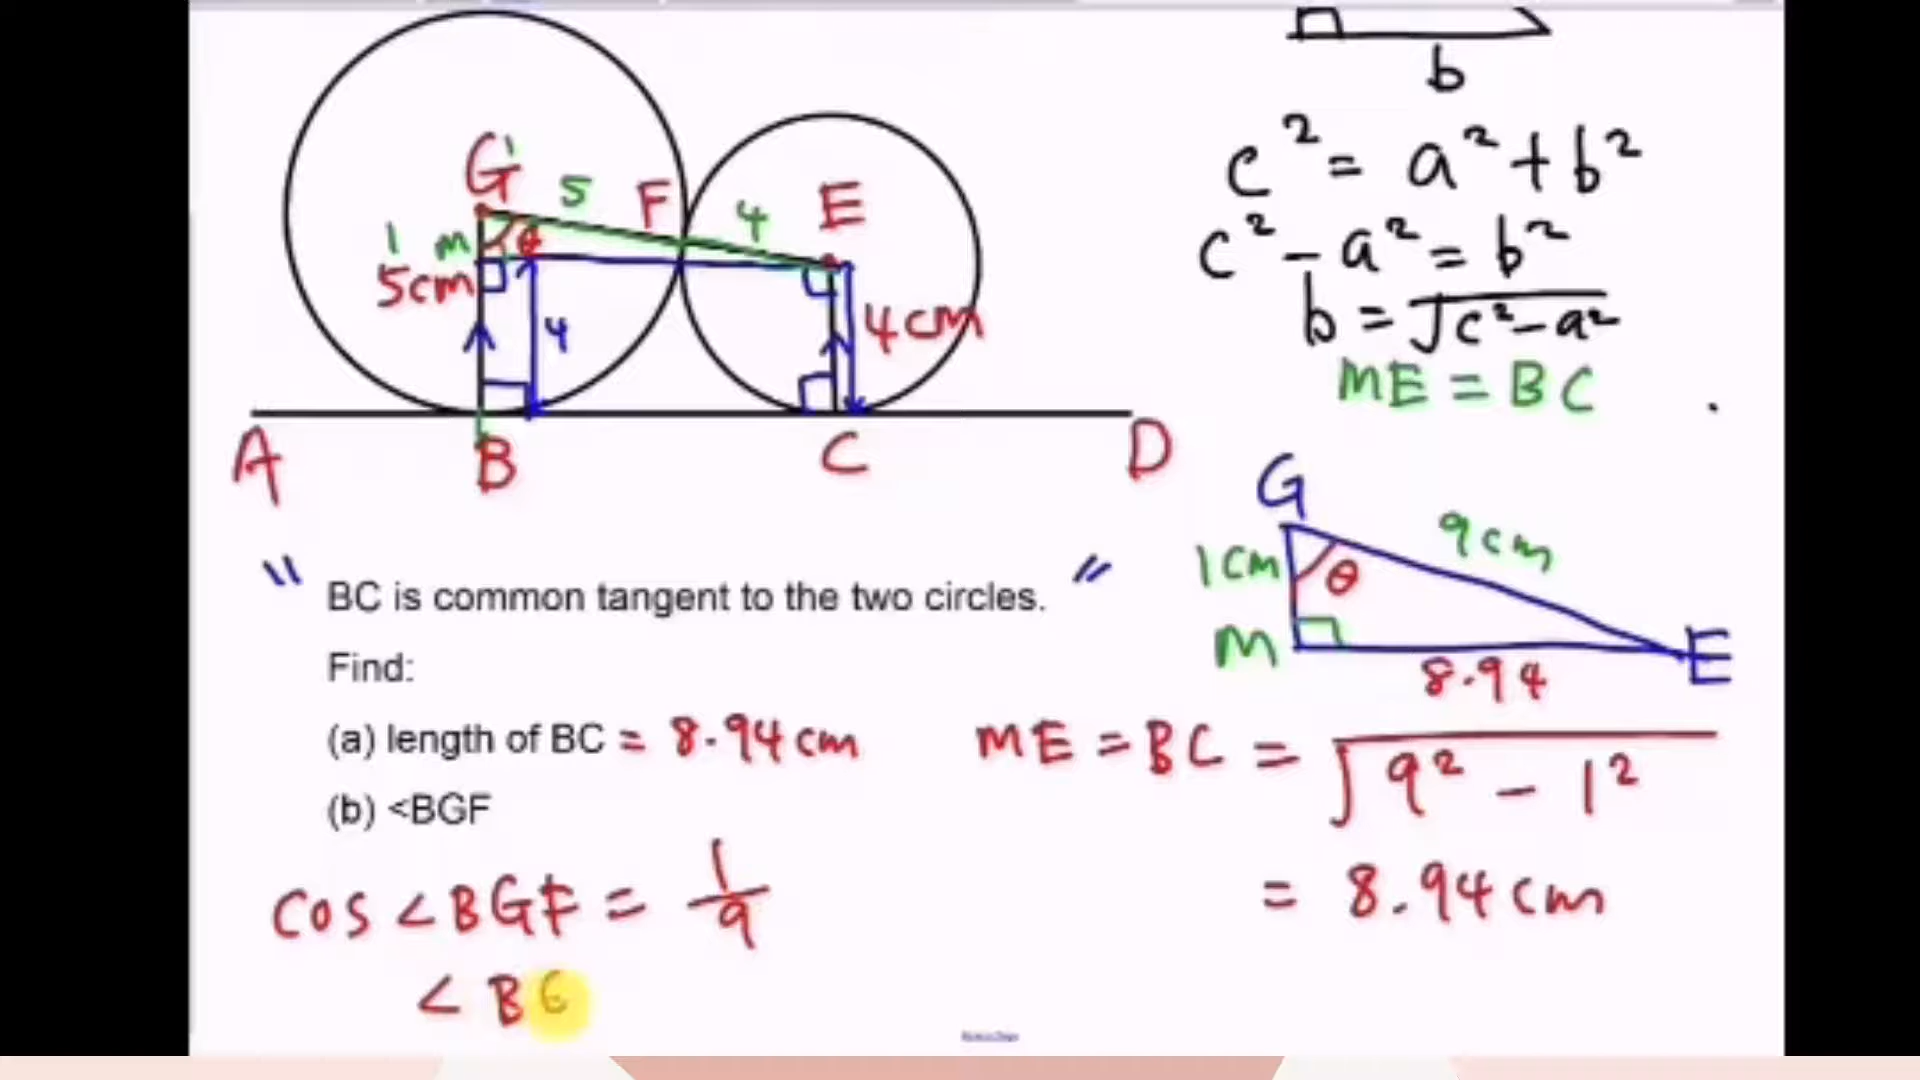 b
c² = a² + b²
G 1
5 F 4 E
1 M θ
5cm
c² - a² = b²
4
4cm
b = √c²-a²
ME = BC
A B C D
G
9cm
1cm θ
M E
8.94
" BC is common tangent to the two circles. "
Find:
(a) length of BC = 8.94 cm
ME = BC = √9² - 1²
(b) <BGF
= 8.94 cm
cos <BGF = 1/9
< BG